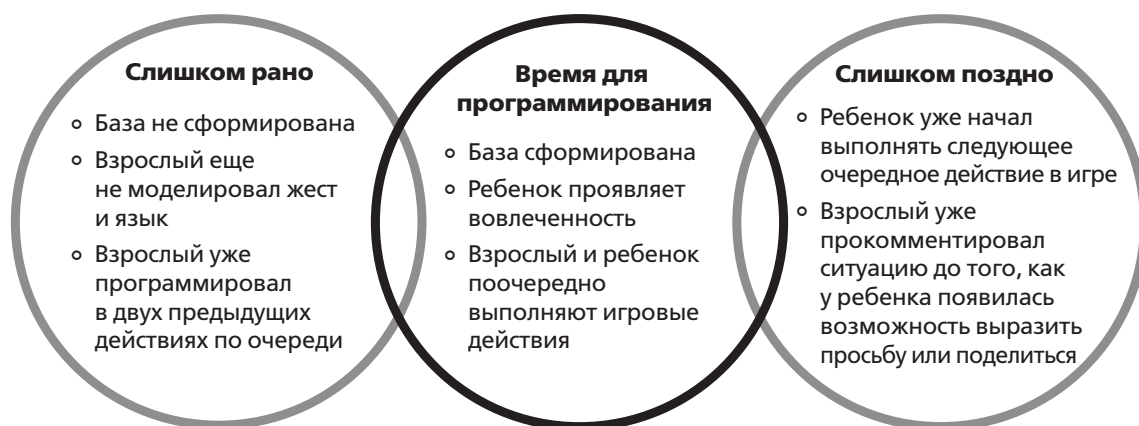 Слишком рано
База не сформирована
Взрослый еще
не моделировал жест
и язык
Взрослый уже
программировал
в двух предыдущих
действиях по очереди
Время для
программирования
База сформирована
Ребенок проявляет
вовлеченность
Взрослый и ребенок
поочередно
выполняют игровые
действия
Слишком поздно
Ребенок уже начал
выполнять следующее
очередное действие в игре
Взрослый уже
прокомментировал
ситуацию до того, как
у ребенка появилась
возможность выразить
просьбу или поделиться